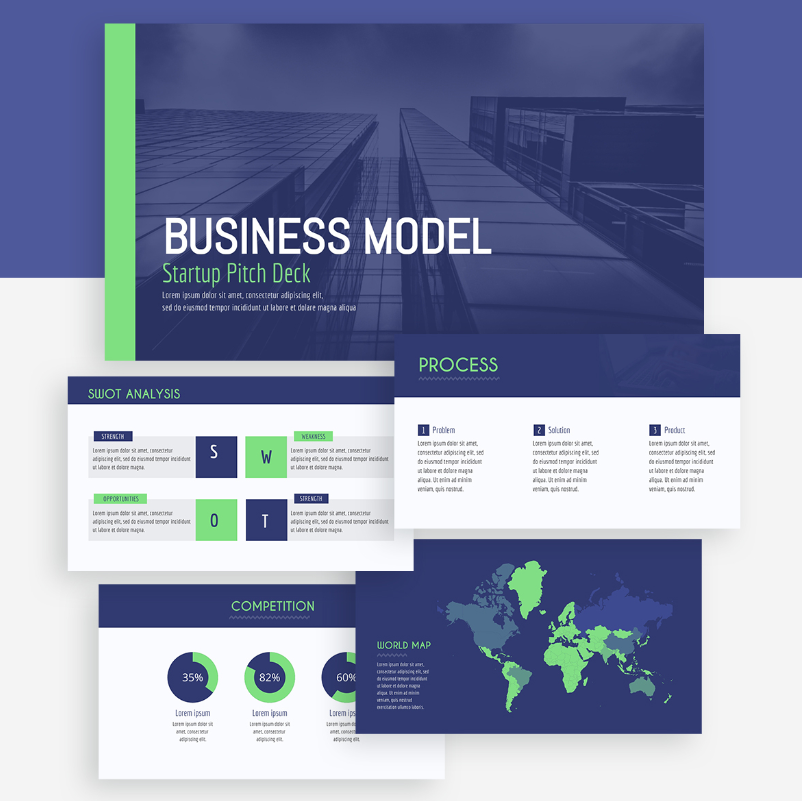 BUSINESS MODEL
Startup Pitch Deck
Lorem ipsum dolor sit amet, consectetur adipiscing elit,
sed do eiusmod tempor incididunt ut labore et dolare magna aliqua
PROCESS
1 Problem
Lorem ipsum dolor sit amet,
consectetur adipiscing elit, sed
do eiusmod tempor incididunt
ut labore et dolore magna
aliqua. Ut enim ad minim
veniam, quis nostrud.
2 Solution
Lorem ipsum dolor sit amet,
consectetur adipiscing elit, sed
do eiusmod tempor incididunt
ut labore et dolore magna
aliqua. Ut enim ad minim
veniam, quis nostrud.
3 Product
Lorem ipsum dolor sit amet,
consectetur adipiscing elit, sed
do eiusmod tempor incididunt
ut labore et dolore magna
aliqua. Ut enim ad minim
veniam, quis nostrud.
SWOT ANALYSIS
STRENGTH
Lorem ipsum dolor sit amet, consectetur
adipiscing elit, sed do eiusmod tempor incididunt
ut labore et dolore magna.
S
W
WEAKNESS
Lorem ipsum dolor sit amet, consectetur
adipiscing elit, sed do eiusmod tempor incididunt
ut labore et dolore magna.
OPPORTUNITIES
Lorem ipsum dolor sit amet, consectetur
adipiscing elit, sed do eiusmod tempor incididunt
ut labore et dolore magna.
O
T
STRENGTH
Lorem ipsum dolor sit amet, consectetur
adipiscing elit, sed do eiusmod tempor incididunt
ut labore et dolore magna.
WORLD MAP
Lorem ipsum dolor sit amet,
consectetur adipiscing elit, sed
do eiusmod tempor incididunt
ut labore et dolore magna
aliqua. Ut enim ad minim
veniam, quis nostrud
exercitation ullamco laboris.
COMPETITION
35%
Lorem ipsum
Lorem ipsum dolor sit
amet, consectetur
adipiscing elit.
82%
Lorem ipsum
Lorem ipsum dolor sit
amet, consectetur
adipiscing elit.
60%
Lorem ips
Lorem ipsum
amet, conse
adipiscing elit.